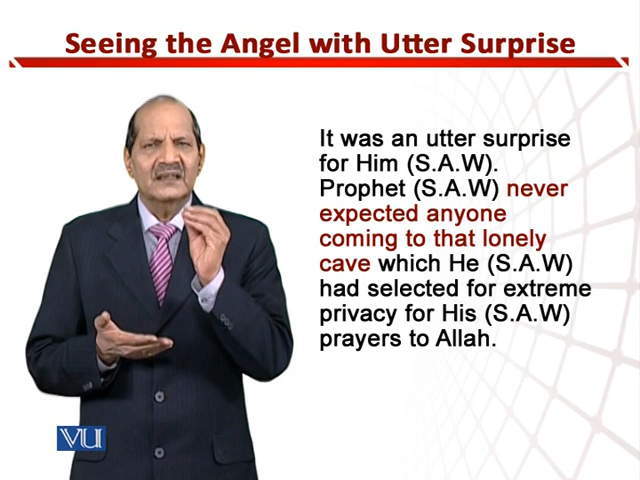 Seeing the Angel with Utter Surprise
It was an utter surprise
for Him (S.A.W).
Prophet (S.A.W) never
expected anyone
coming to that lonely
cave which He (S.A.W)
had selected for extreme
privacy for His (S.A.W)
prayers to Allah.
VU